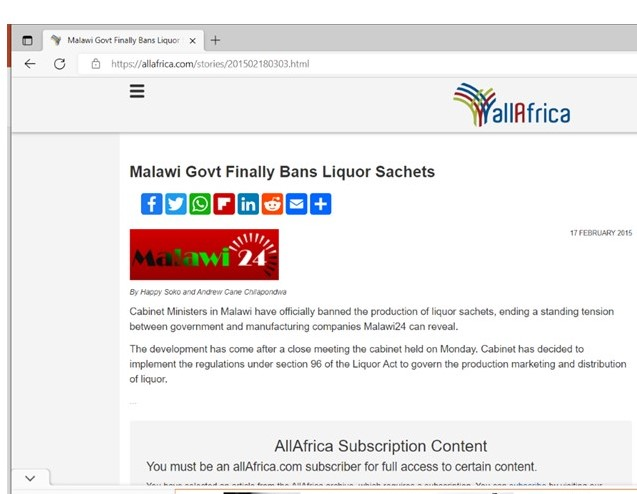 Malawi Govt Finally Bans Liquor
https://allafrica.com/stories/201502180303.html
allAfrica
Malawi Govt Finally Bans Liquor Sachets
17 FEBRUARY 2015
Malawi 24
By Happy Soko and Andrew Cane Chilapondwa
Cabinet Ministers in Malawi have officially banned the production of liquor sachets, ending a standing tension
between government and manufacturing companies Malawi24 can reveal.
The development has come after a close meeting the cabinet held on Monday. Cabinet has decided to
implement the regulations under section 96 of the Liquor Act to govern the production marketing and distribution
of liquor.
...
AllAfrica Subscription Content
You must be an allAfrica.com subscriber for full access to certain content.